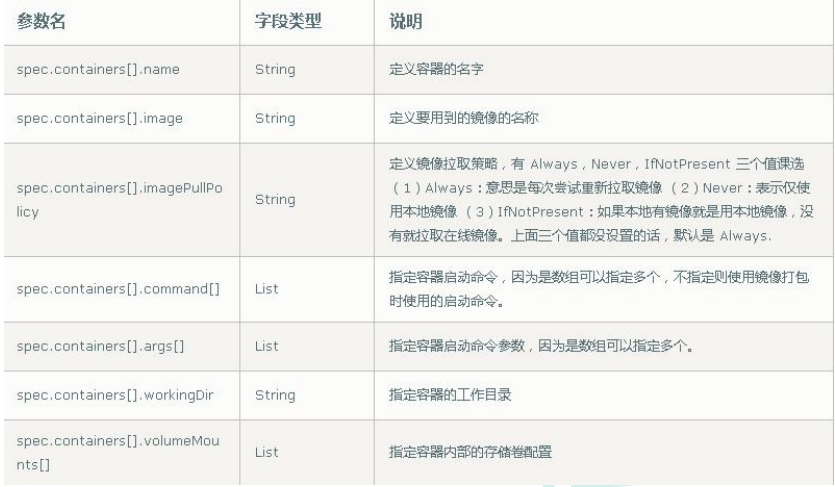 参数名 字段类型 说明
spec.containers[].name String 定义容器的名字
spec.containers[].image String 定义要用到的镜像的名称
定义镜像拉取策略，有 Always，Never，IfNotPresent 三个值课选
spec.containers[].imagePullPo
licy
String
（1）Always：意思是每次尝试重新拉取镜像 （2）Never：表示仅使
用本地镜像 （3）IfNotPresent：如果本地有镜像就是用本地镜像，没
有就拉取在线镜像。上面三个值都没设置的话，默认是 Always.
spec.containers[].command[] List 指定容器启动命令，因为是数组可以指定多个，不指定则使用镜像打包
时使用的启动命令。
spec.containers[].args[] List 指定容器启动命令参数，因为是数组可以指定多个。
spec.containers[].workingDir String 指定容器的工作目录
spec.containers[].volumeMou
nts[]
List 指定容器内部的存储卷配置